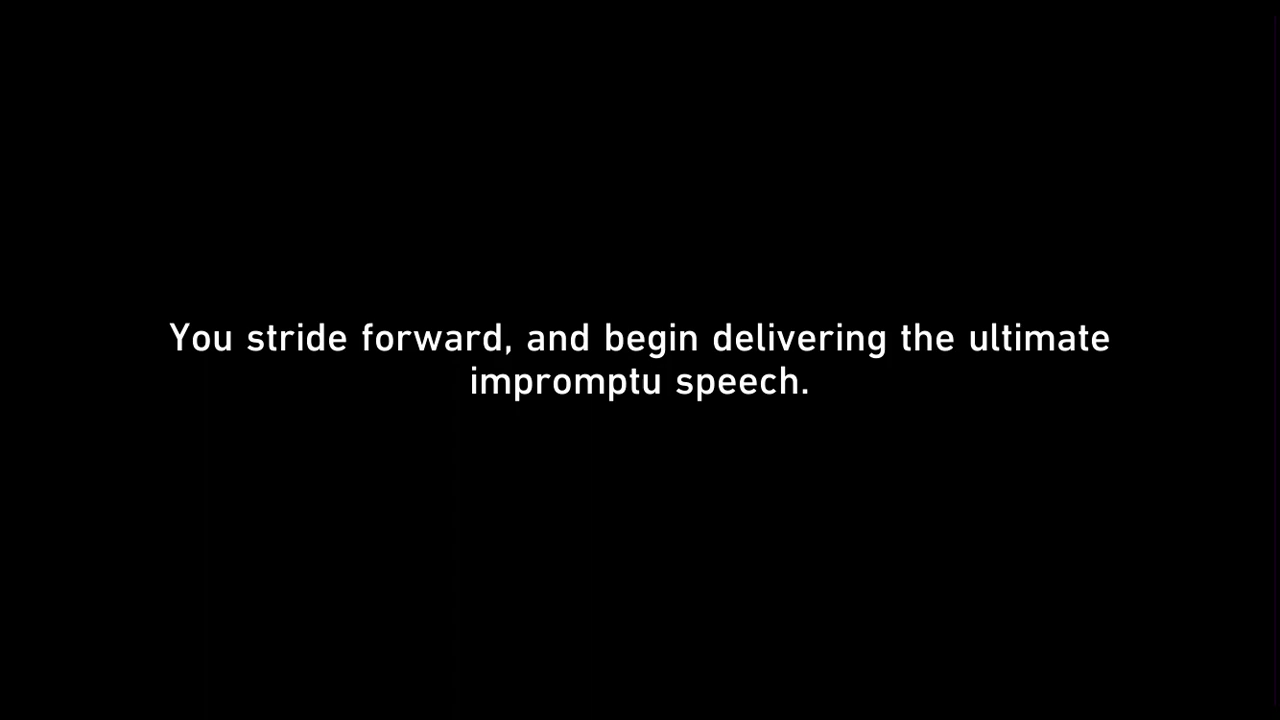 You stride forward, and begin delivering the ultimate
impromptu speech.